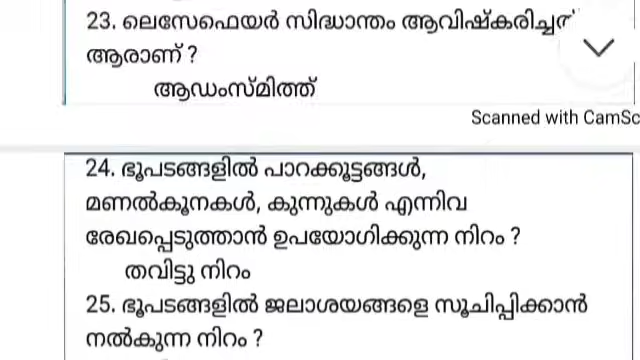 23. ലെസേഫെയർ സിദ്ധാന്തം ആവിഷ്കരിച്ചത്
ആരാണ് ?
ആഡംസ്മിത്ത്
Scanned with CamSc
24. ഭൂപടങ്ങളിൽ പാറക്കൂട്ടങ്ങൾ,
മണൽകൂനകൾ, കുന്നുകൾ എന്നിവ
രേഖപ്പെടുത്താൻ ഉപയോഗിക്കുന്ന നിറം ?
തവിട്ടു നിറം
25. ഭൂപടങ്ങളിൽ ജലാശയങ്ങളെ സൂചിപ്പിക്കാൻ
നൽകുന്ന നിറം ?